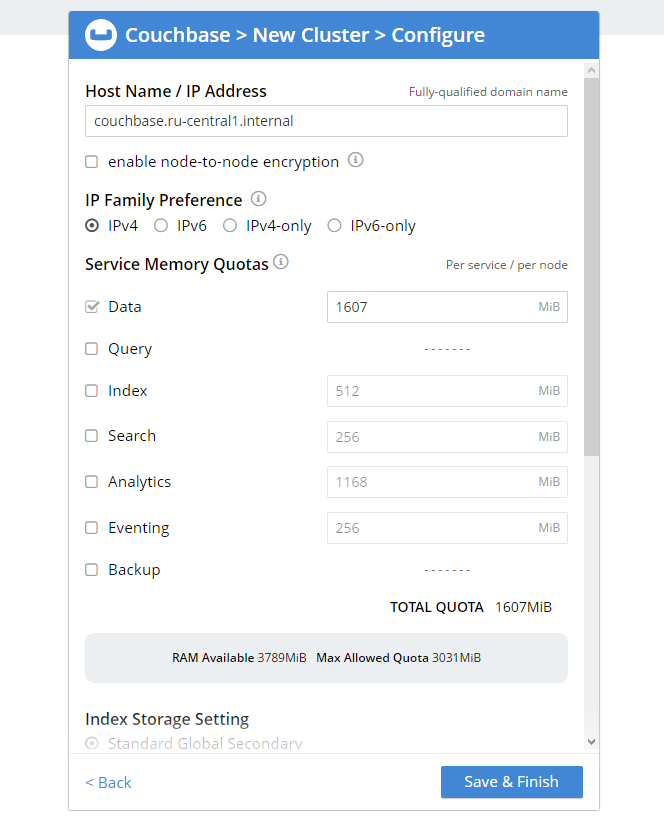 Couchbase > New Cluster > Configure
Host Name / IP Address Fully-qualified domain name
couchbase.ru-central1.internal
enable node-to-node encryption
IP Family Preference
IPv4 IPv6 IPv4-only IPv6-only
Service Memory Quotas Per service / per node
Data 1607 MiB
Query -------
Index 512 MiB
Search 256 MiB
Analytics 1168 MiB
Eventing 256 MiB
Backup -------
TOTAL QUOTA 1607MiB
RAM Available 3789MiB Max Allowed Quota 3031MiB
Index Storage Setting
Standard Global Secondary
< Back Save & Finish